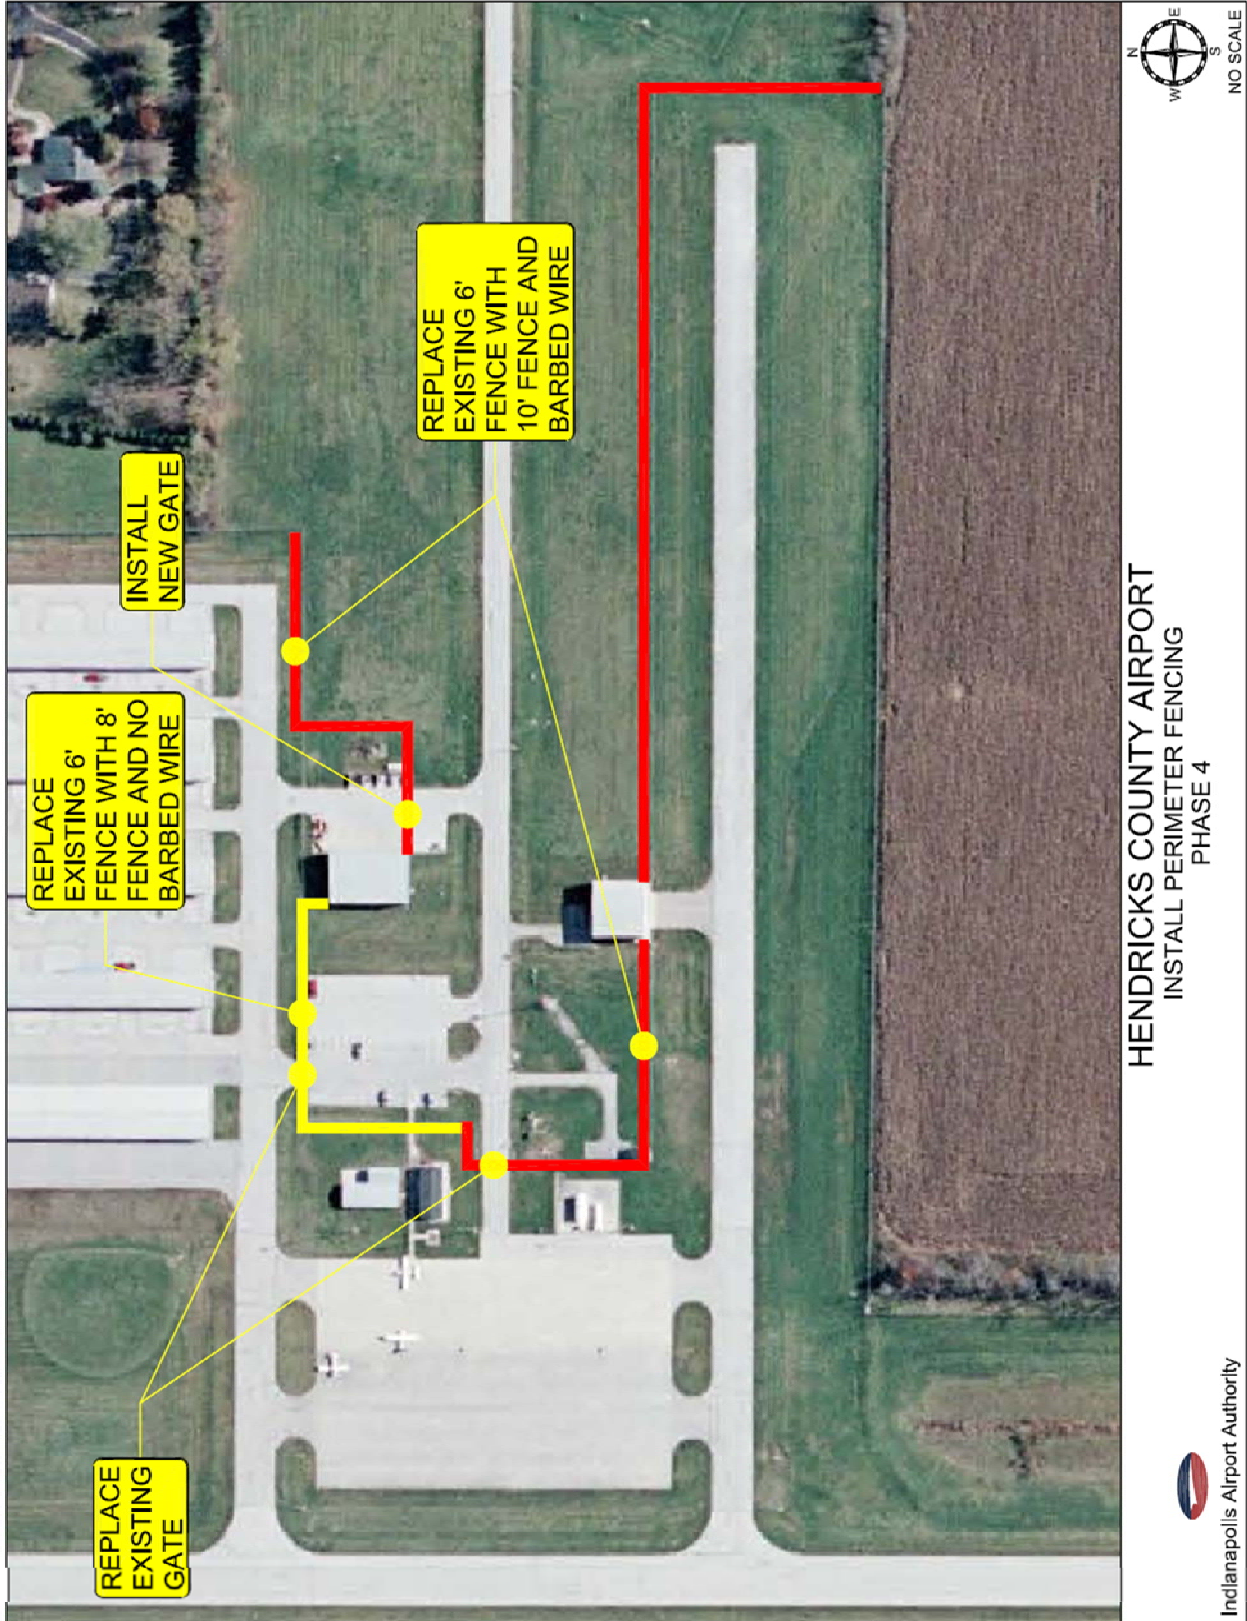 REPLACE
EXISTING 6'
FENCE WITH 8'
FENCE AND NO
BARBED WIRE
INSTALL
NEW GATE
REPLACE
EXISTING 6'
FENCE WITH
10' FENCE AND
BARBED WIRE
REPLACE
EXISTING
GATE
HENDRICKS COUNTY AIRPORT
INSTALL PERIMETER FENCING
PHASE 4
Indianapolis Airport Authority
N
E
S
W
NO SCALE